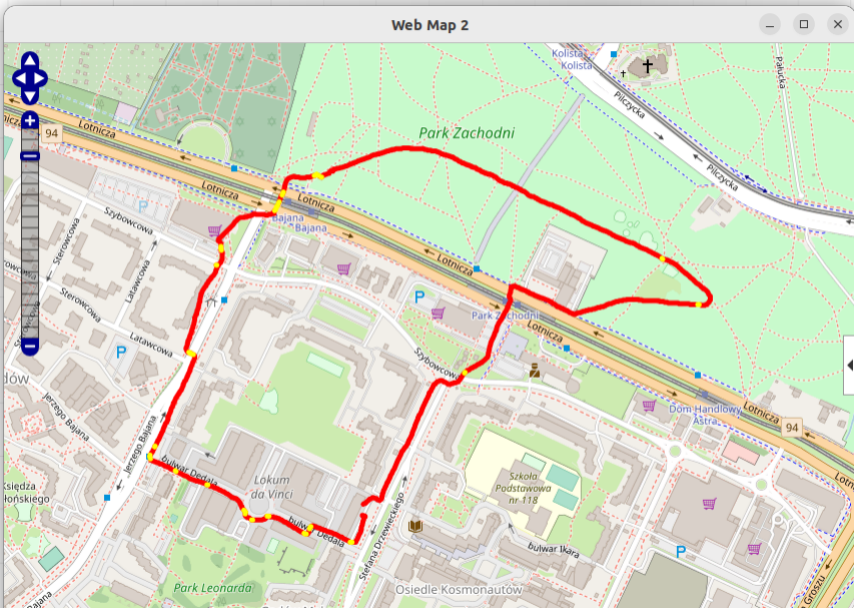 Web Map 2
Kolista
Kolista
Pałucka
Pilczycka
94
Lotnicza
Park Zachodni
Pilczycka
Lotnicza
Lotnicza
Bajana
Bajana
Szybowcowa
Sterowcowa
Latawcowa
Lotnicza
P
P
Park Zachodni
Lotnicza
Sterowcowa
Latawcowa
P
Szybowcowa
Jerzego Bajana
Jerzego Bajana
Dom Handlowy
Astra
Lotnicza
94
bulwar Dedala
Lokum
da Vinci
Szkoła
Podstawowa
nr 118
Księdza
bulwar Dedala
Stefana Drzewieckiego
bulwar Ikara
P
Park Leonarda
Osiedle Kosmonautów
Bajana